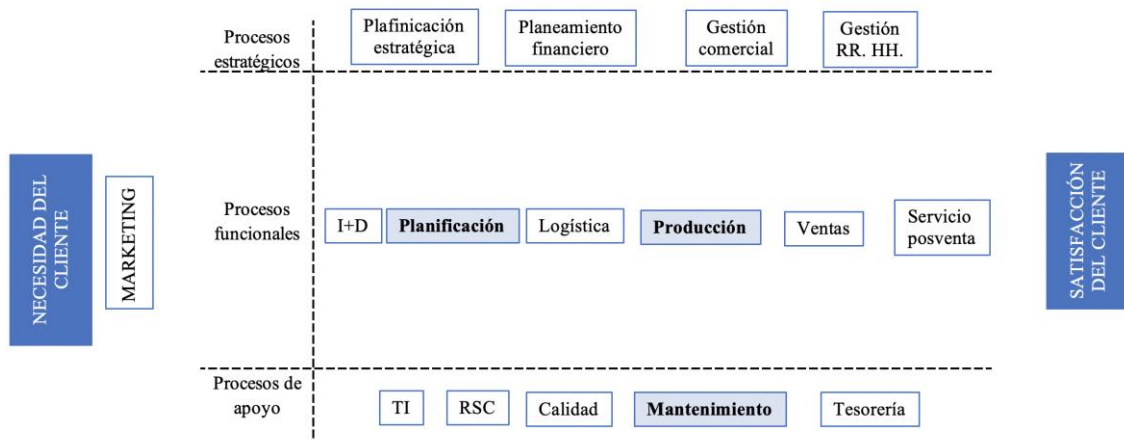 Procesos
estratégicos
Plafinicación
estratégica
Planeamiento
financiero
Gestión
comercial
Gestión
RR. HH.
NECESIDAD DEL
CLIENTE
MARKETING
Procesos
funcionales
I+D
Planificación
Logística
Producción
Ventas
Servicio
posventa
SATISFACCIÓN
DEL CLIENTE
Procesos de
apoyo
TI
RSC
Calidad
Mantenimiento
Tesorería